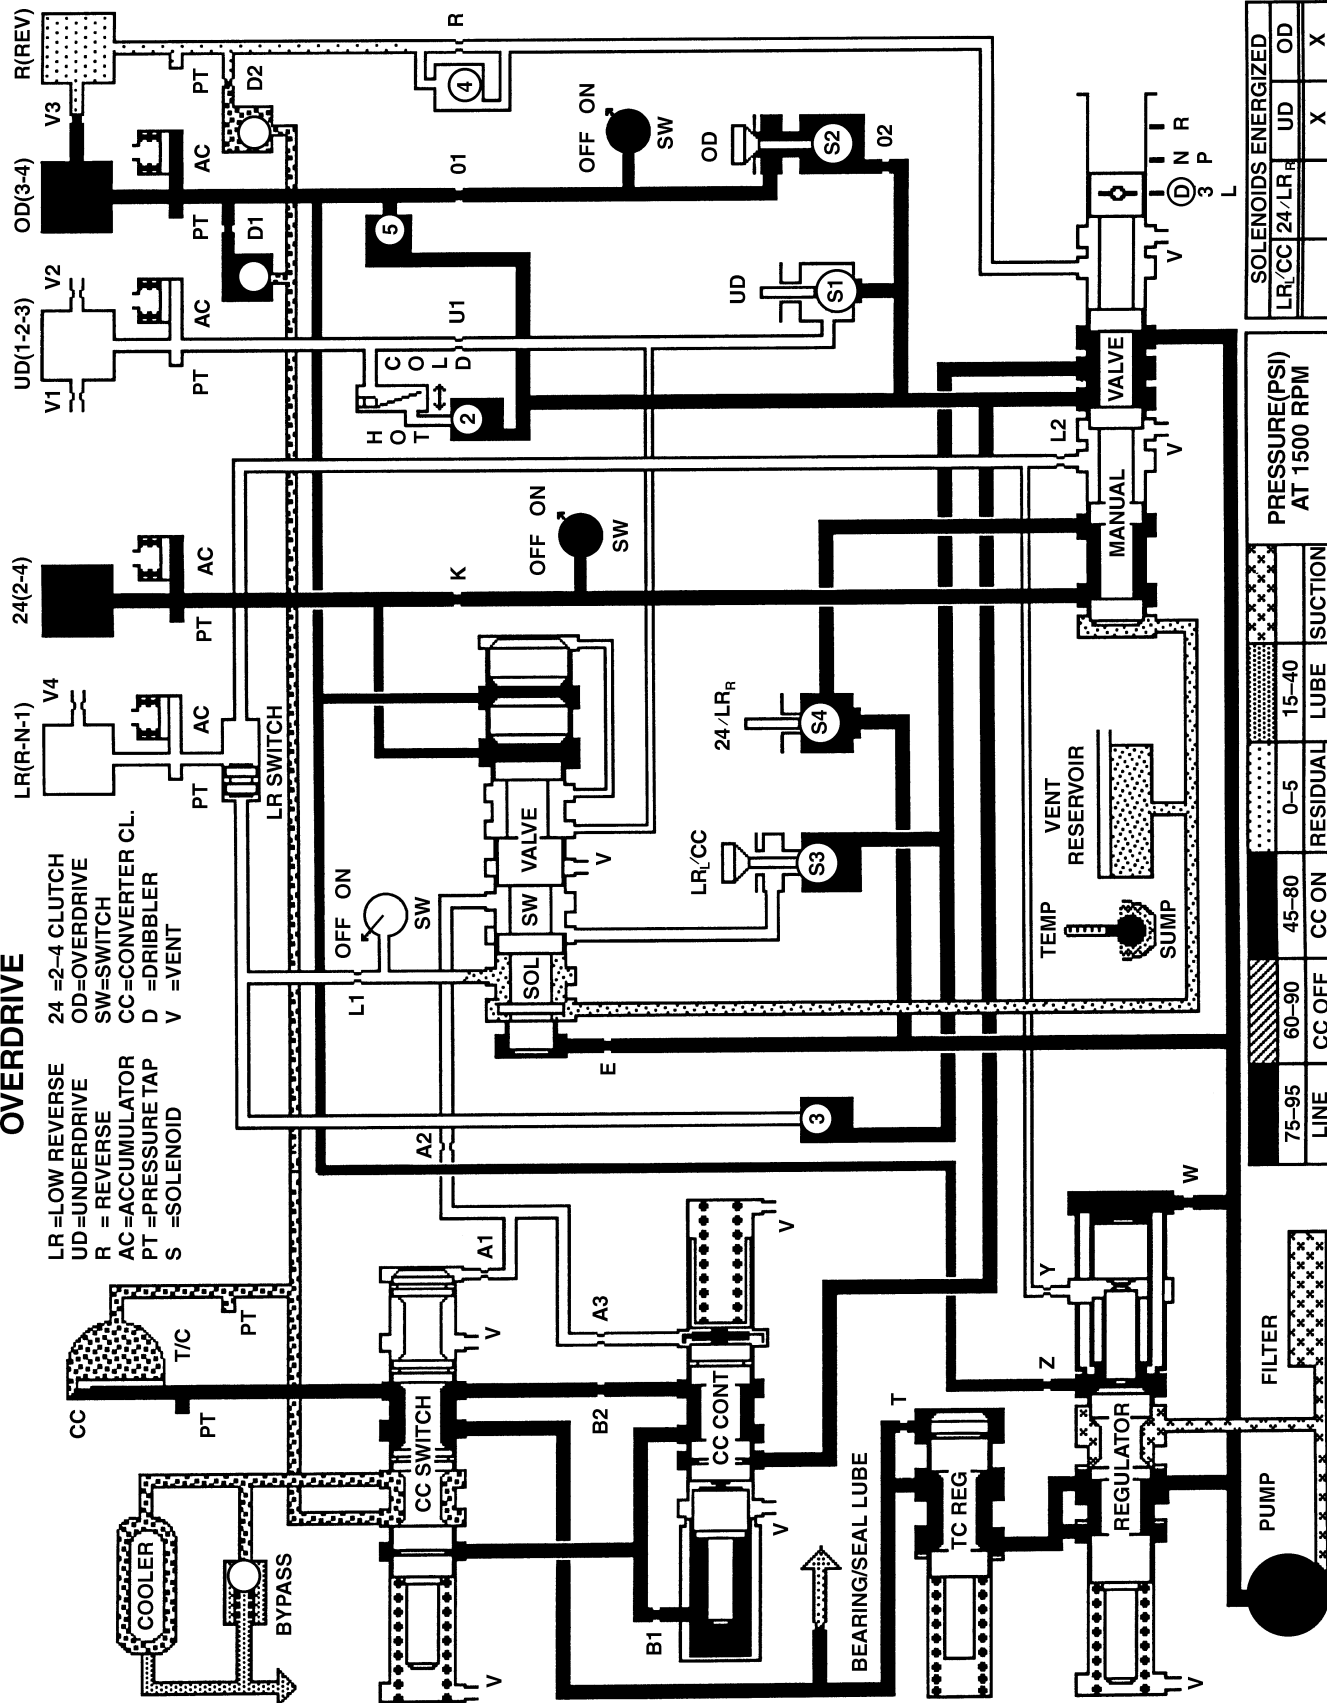 OVERDRIVE
LR =LOW REVERSE
UD=UNDERDRIVE
R = REVERSE
AC =ACCUMULATOR
PT =PRESSURE TAP
S =SOLENOID
24 =2–4 CLUTCH
OD=OVERDRIVE
SW=SWITCH
CC=CONVERTER CL.
D =DRIBBLER
V =VENT
LR(R-N-1)
V4
24(2-4)
UD(1-2-3)
V1
V2
OD(3-4)
V3
R(REV)
PT
AC
PT
AC
PT
AC
PT
AC
PT
D1
D2
LR SWITCH
CC
T/C
PT
PT
COOLER
BYPASS
L1
OFF ON
SW
K
OFF ON
SW
HOT
COLD
2
U1
5
01
OFF ON
SW
4
R
A2
A1
A3
E
SOL
SW
VALVE
V
V
CC SWITCH
V
B2
B1
CC CONT
V
V
3
LRL/CC
S3
24/LRR
S4
UD
S1
OD
S2
02
BEARING/SEAL LUBE
T
TC REG
Z
Y
W
REGULATOR
V
PUMP
FILTER
TEMP
SUMP
VENT
RESERVOIR
MANUAL
VALVE
L2
V
V
D N R
3 P
L
75–95
LINE
60–90
CC OFF
45–80
CC ON
0–5
RESIDUAL
15–40
LUBE
SUCTION
PRESSURE(PSI)
AT 1500 RPM
SOLENOIDS ENERGIZED
LRL/CC 24/LRR UD OD
X X